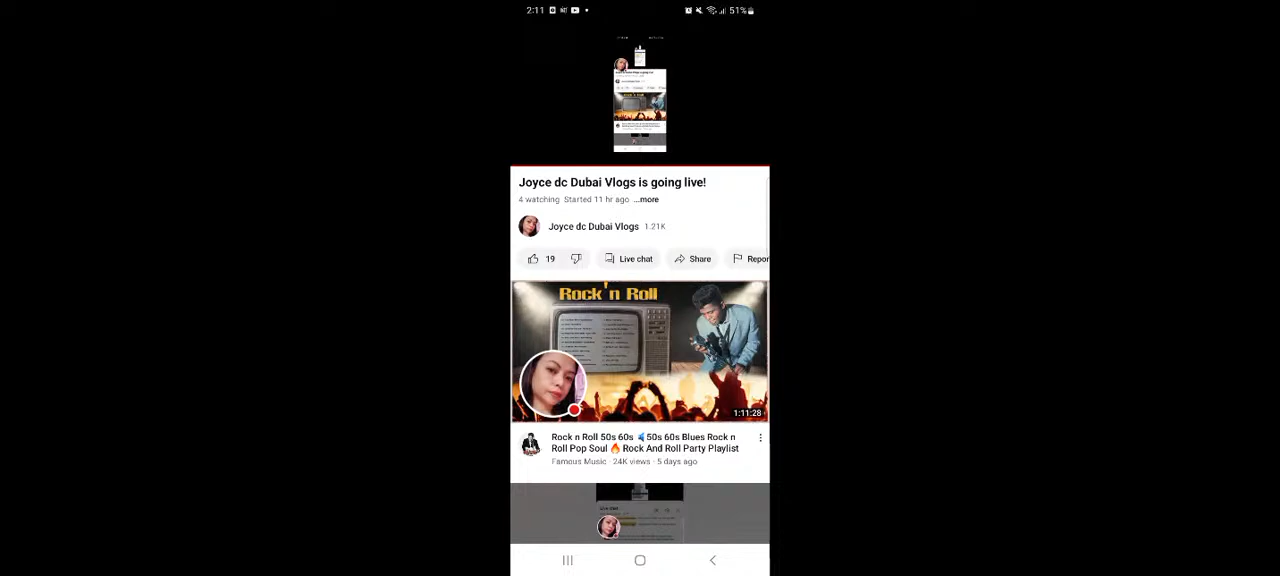 2:11
51%
Joyce dc Dubai Vlogs is going live!
4 watching Started 11 hr ago ...more
Joyce dc Dubai Vlogs 1.21K
19 Live chat Share Repor
Rock'n Roll
1:11:28
Rock n Roll 50s 60s 50s 60s Blues Rock n
Roll Pop Soul 🔥 Rock And Roll Party Playlist
Famous Music · 24K views · 5 days ago
Live chat